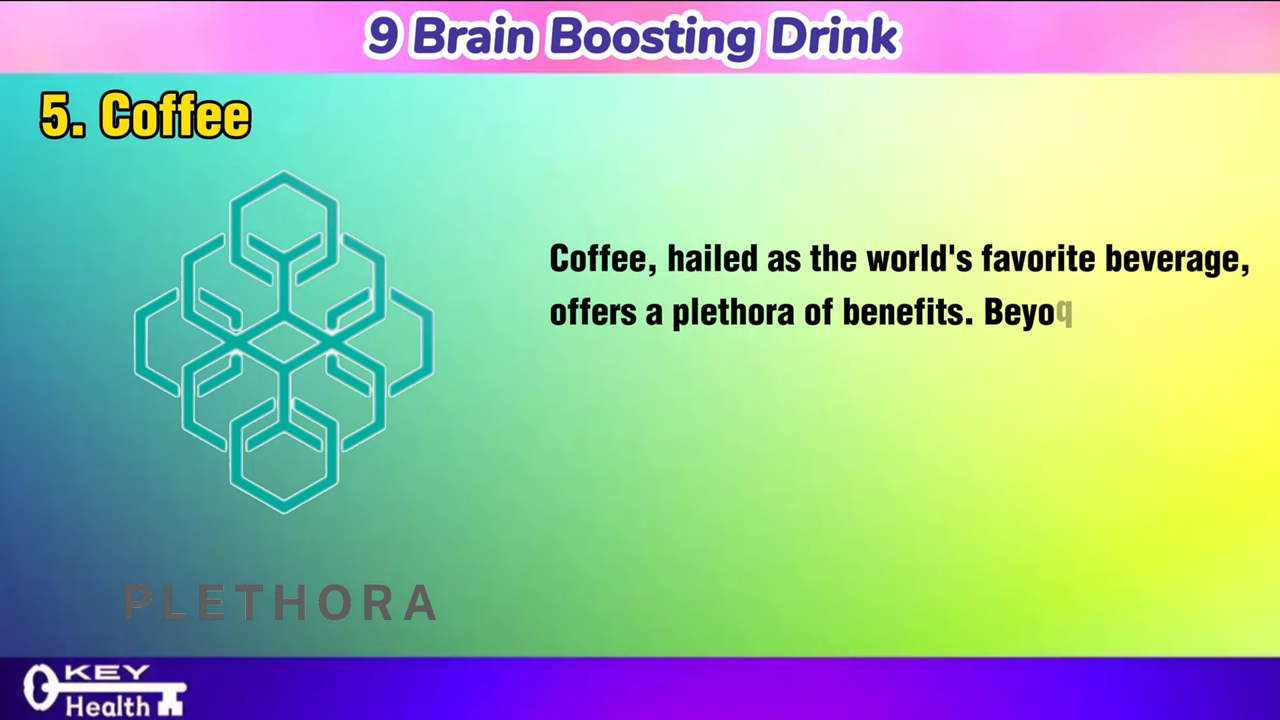 9 Brain Boosting Drink
5. Coffee
Coffee, hailed as the world's favorite beverage,
offers a plethora of benefits. Beyoq
PLETHORA
KEY
Health